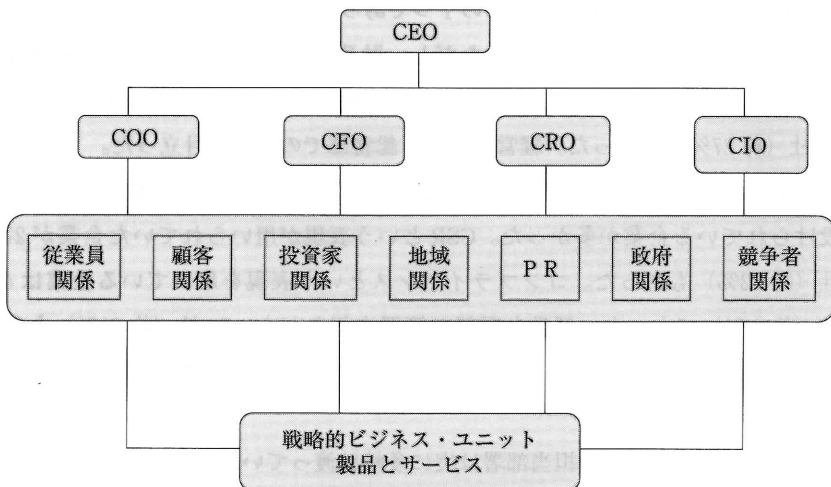 CEO
COO
CFO
CRO
CIO
従業員
関係
顧客
関係
投資家
関係
地域
関係
P R
政府
関係
競争者
関係
戦略的ビジネス・ユニット
製品とサービス